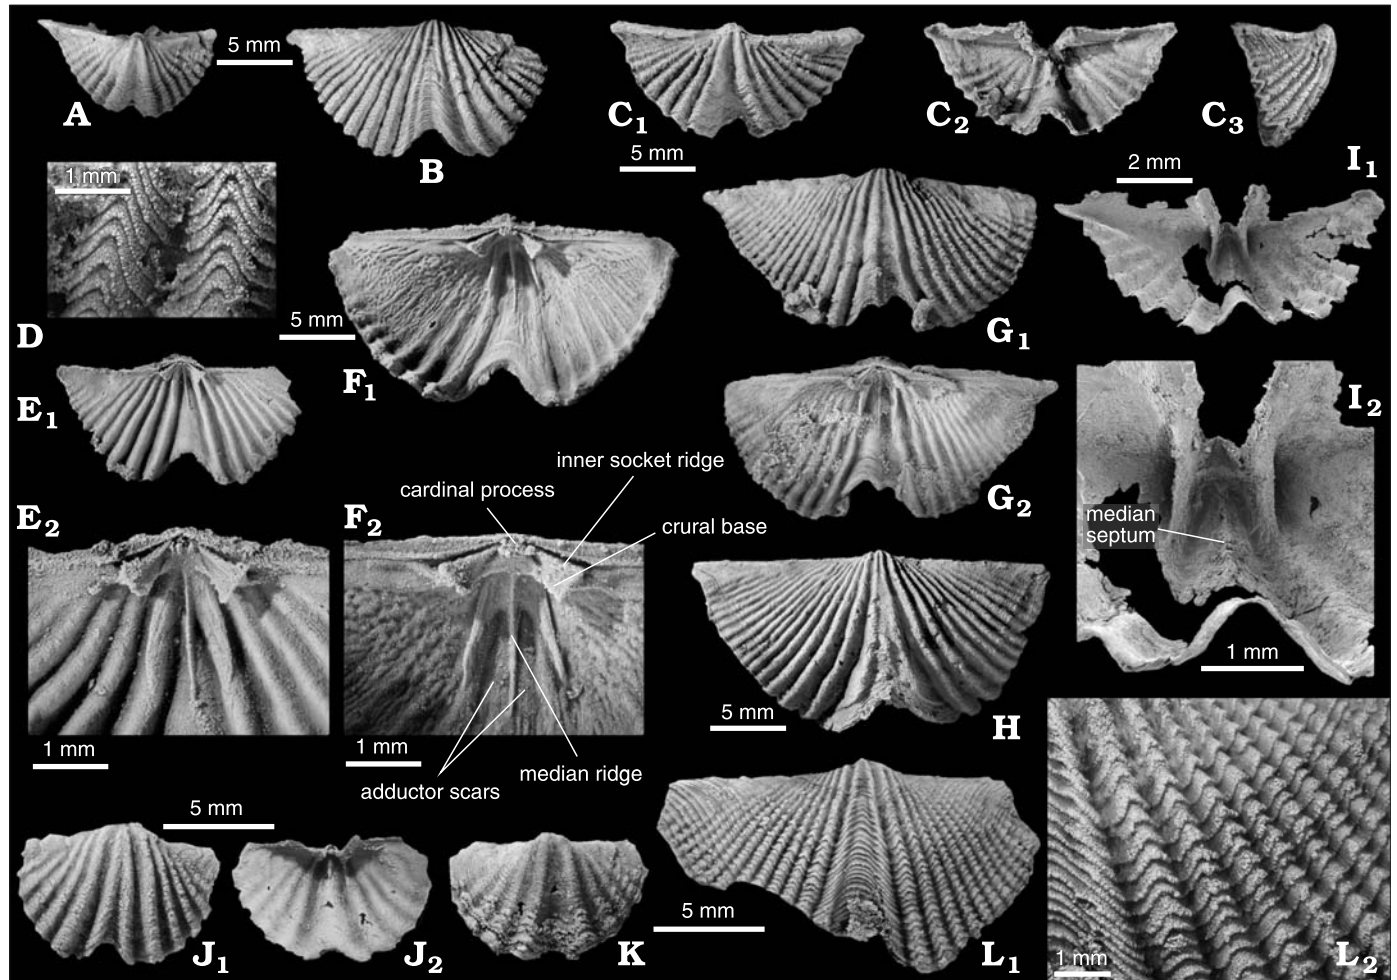 5 mm
A
B
C1
C2
C3
5 mm
I1
2 mm
1 mm
D
5 mm
F1
G1
E1
I2
G2
inner socket ridge
cardinal process
E2
F2
crural base
median
septum
1 mm
1 mm
1 mm
adductor scars
median ridge
5 mm
H
5 mm
J1
J2
K
5 mm
L1
1 mm
L2